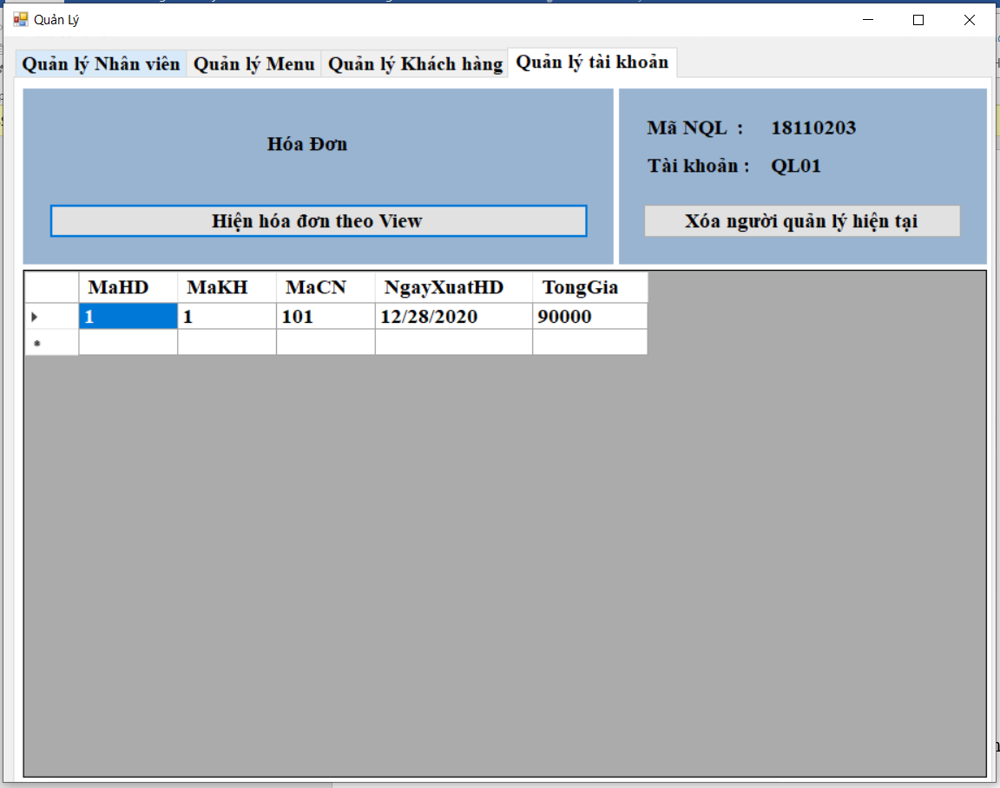 Quản Lý
Quản lý Nhân viên Quản lý Menu Quản lý Khách hàng Quản lý tài khoản
Hóa Đơn
Hiện hóa đơn theo View
Mã NQL : 18110203
Tài khoản : QL01
Xóa người quản lý hiện tại
MaHD MaKH MaCN NgayXuatHD TongGia
1 1 101 12/28/2020 90000